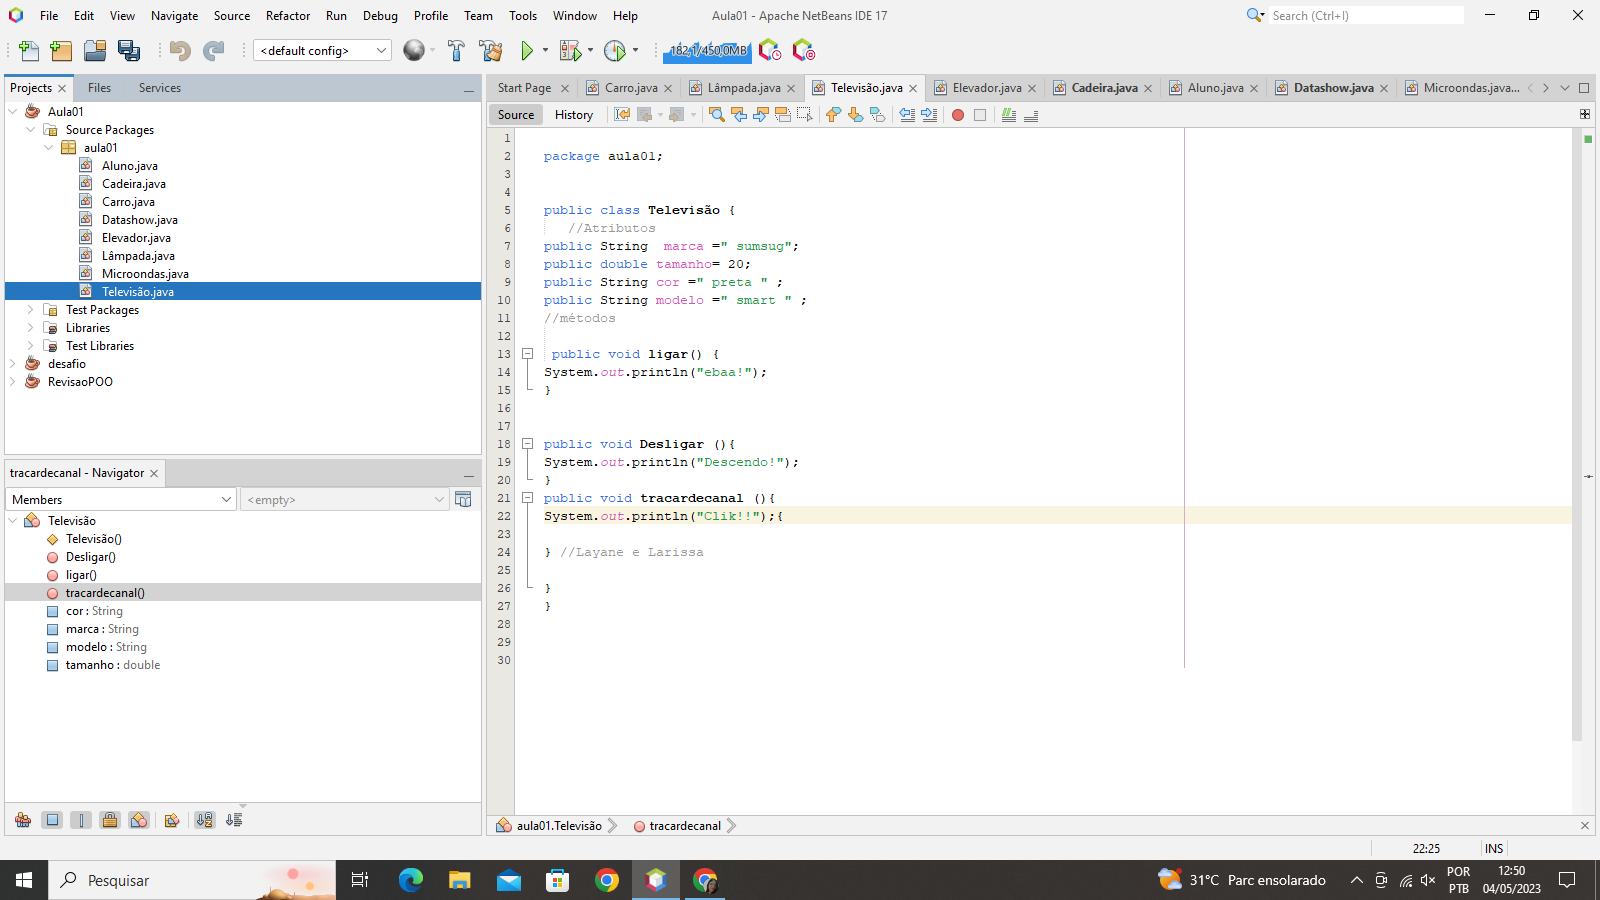 File Edit View Navigate Source Refactor Run Debug Profile Team Tools Window Help
Aula01 - Apache NetBeans IDE 17
Search (Ctrl+I)
<default config>
182,1/450,0MB
Projects Files Services
Aula01
Source Packages
aula01
Aluno.java
Cadeira.java
Carro.java
Datashow.java
Elevador.java
Lâmpada.java
Microondas.java
Televisão.java
Test Packages
Libraries
Test Libraries
desafio
RevisaoPOO
tracardecanal - Navigator
Members
<empty>
Televisão
Televisão()
Desligar()
ligar()
tracardecanal()
cor : String
marca : String
modelo : String
tamanho : double
Start Page Carro.java Lâmpada.java Televisão.java Elevador.java Cadeira.java Aluno.java Datashow.java Microondas.java...
Source History
1
2 package aula01;
3
4
5 public class Televisão {
6 //Atributos
7 public String  marca =" sumsug";
8 public double tamanho= 20;
9 public String cor =" preta " ;
10 public String modelo =" smart " ;
11 //métodos
12
13 public void ligar() {
14 System.out.println("ebaa!");
15 }
16
17
18 public void Desligar (){
19 System.out.println("Descendo!");
20 }
21 public void tracardecanal (){
22 System.out.println("Clik!!");{
23
24 } //Layane e Larissa
25
26 }
27 }
28
29
30
aula01.Televisão tracardecanal
22:25 INS
Pesquisar
31°C Parc ensolarado
POR
PTB
12:50
04/05/2023